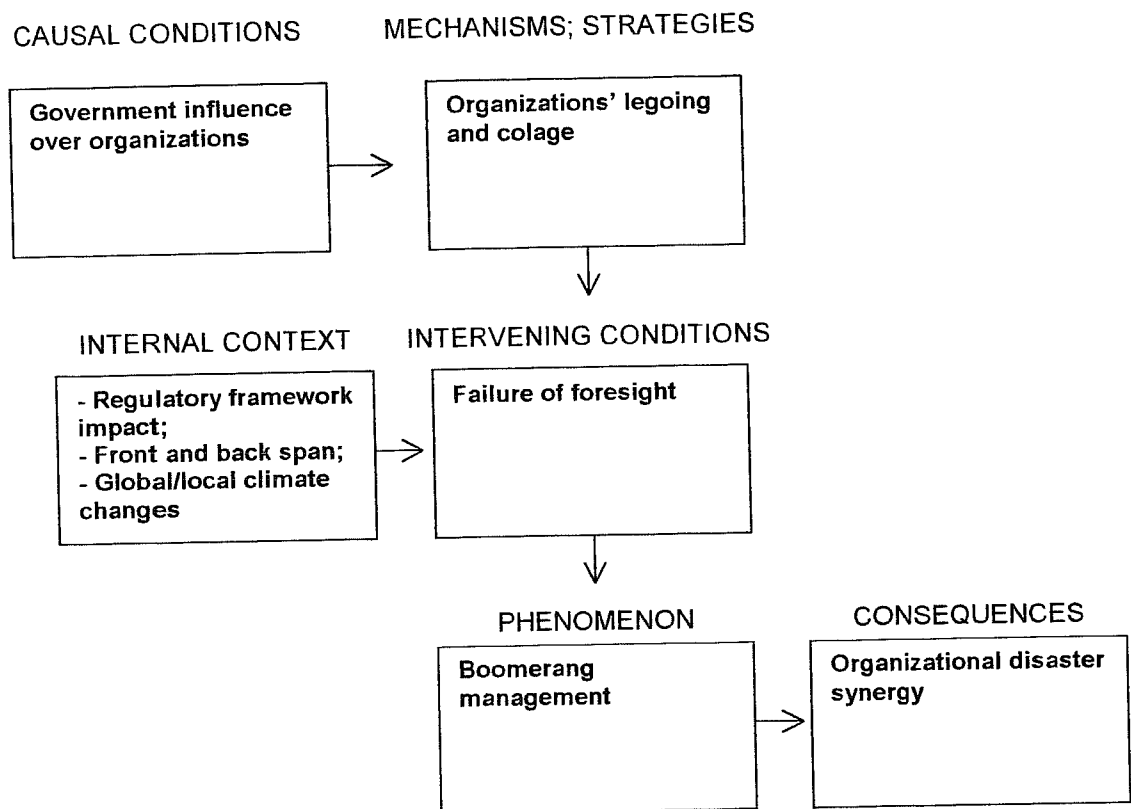 CAUSAL CONDITIONS
MECHANISMS; STRATEGIES
Government influence
over organizations
Organizations' legoing
and colage
INTERNAL CONTEXT
INTERVENING CONDITIONS
- Regulatory framework
impact;
- Front and back span;
- Global/local climate
changes
Failure of foresight
PHENOMENON
CONSEQUENCES
Boomerang
management
Organizational disaster
synergy